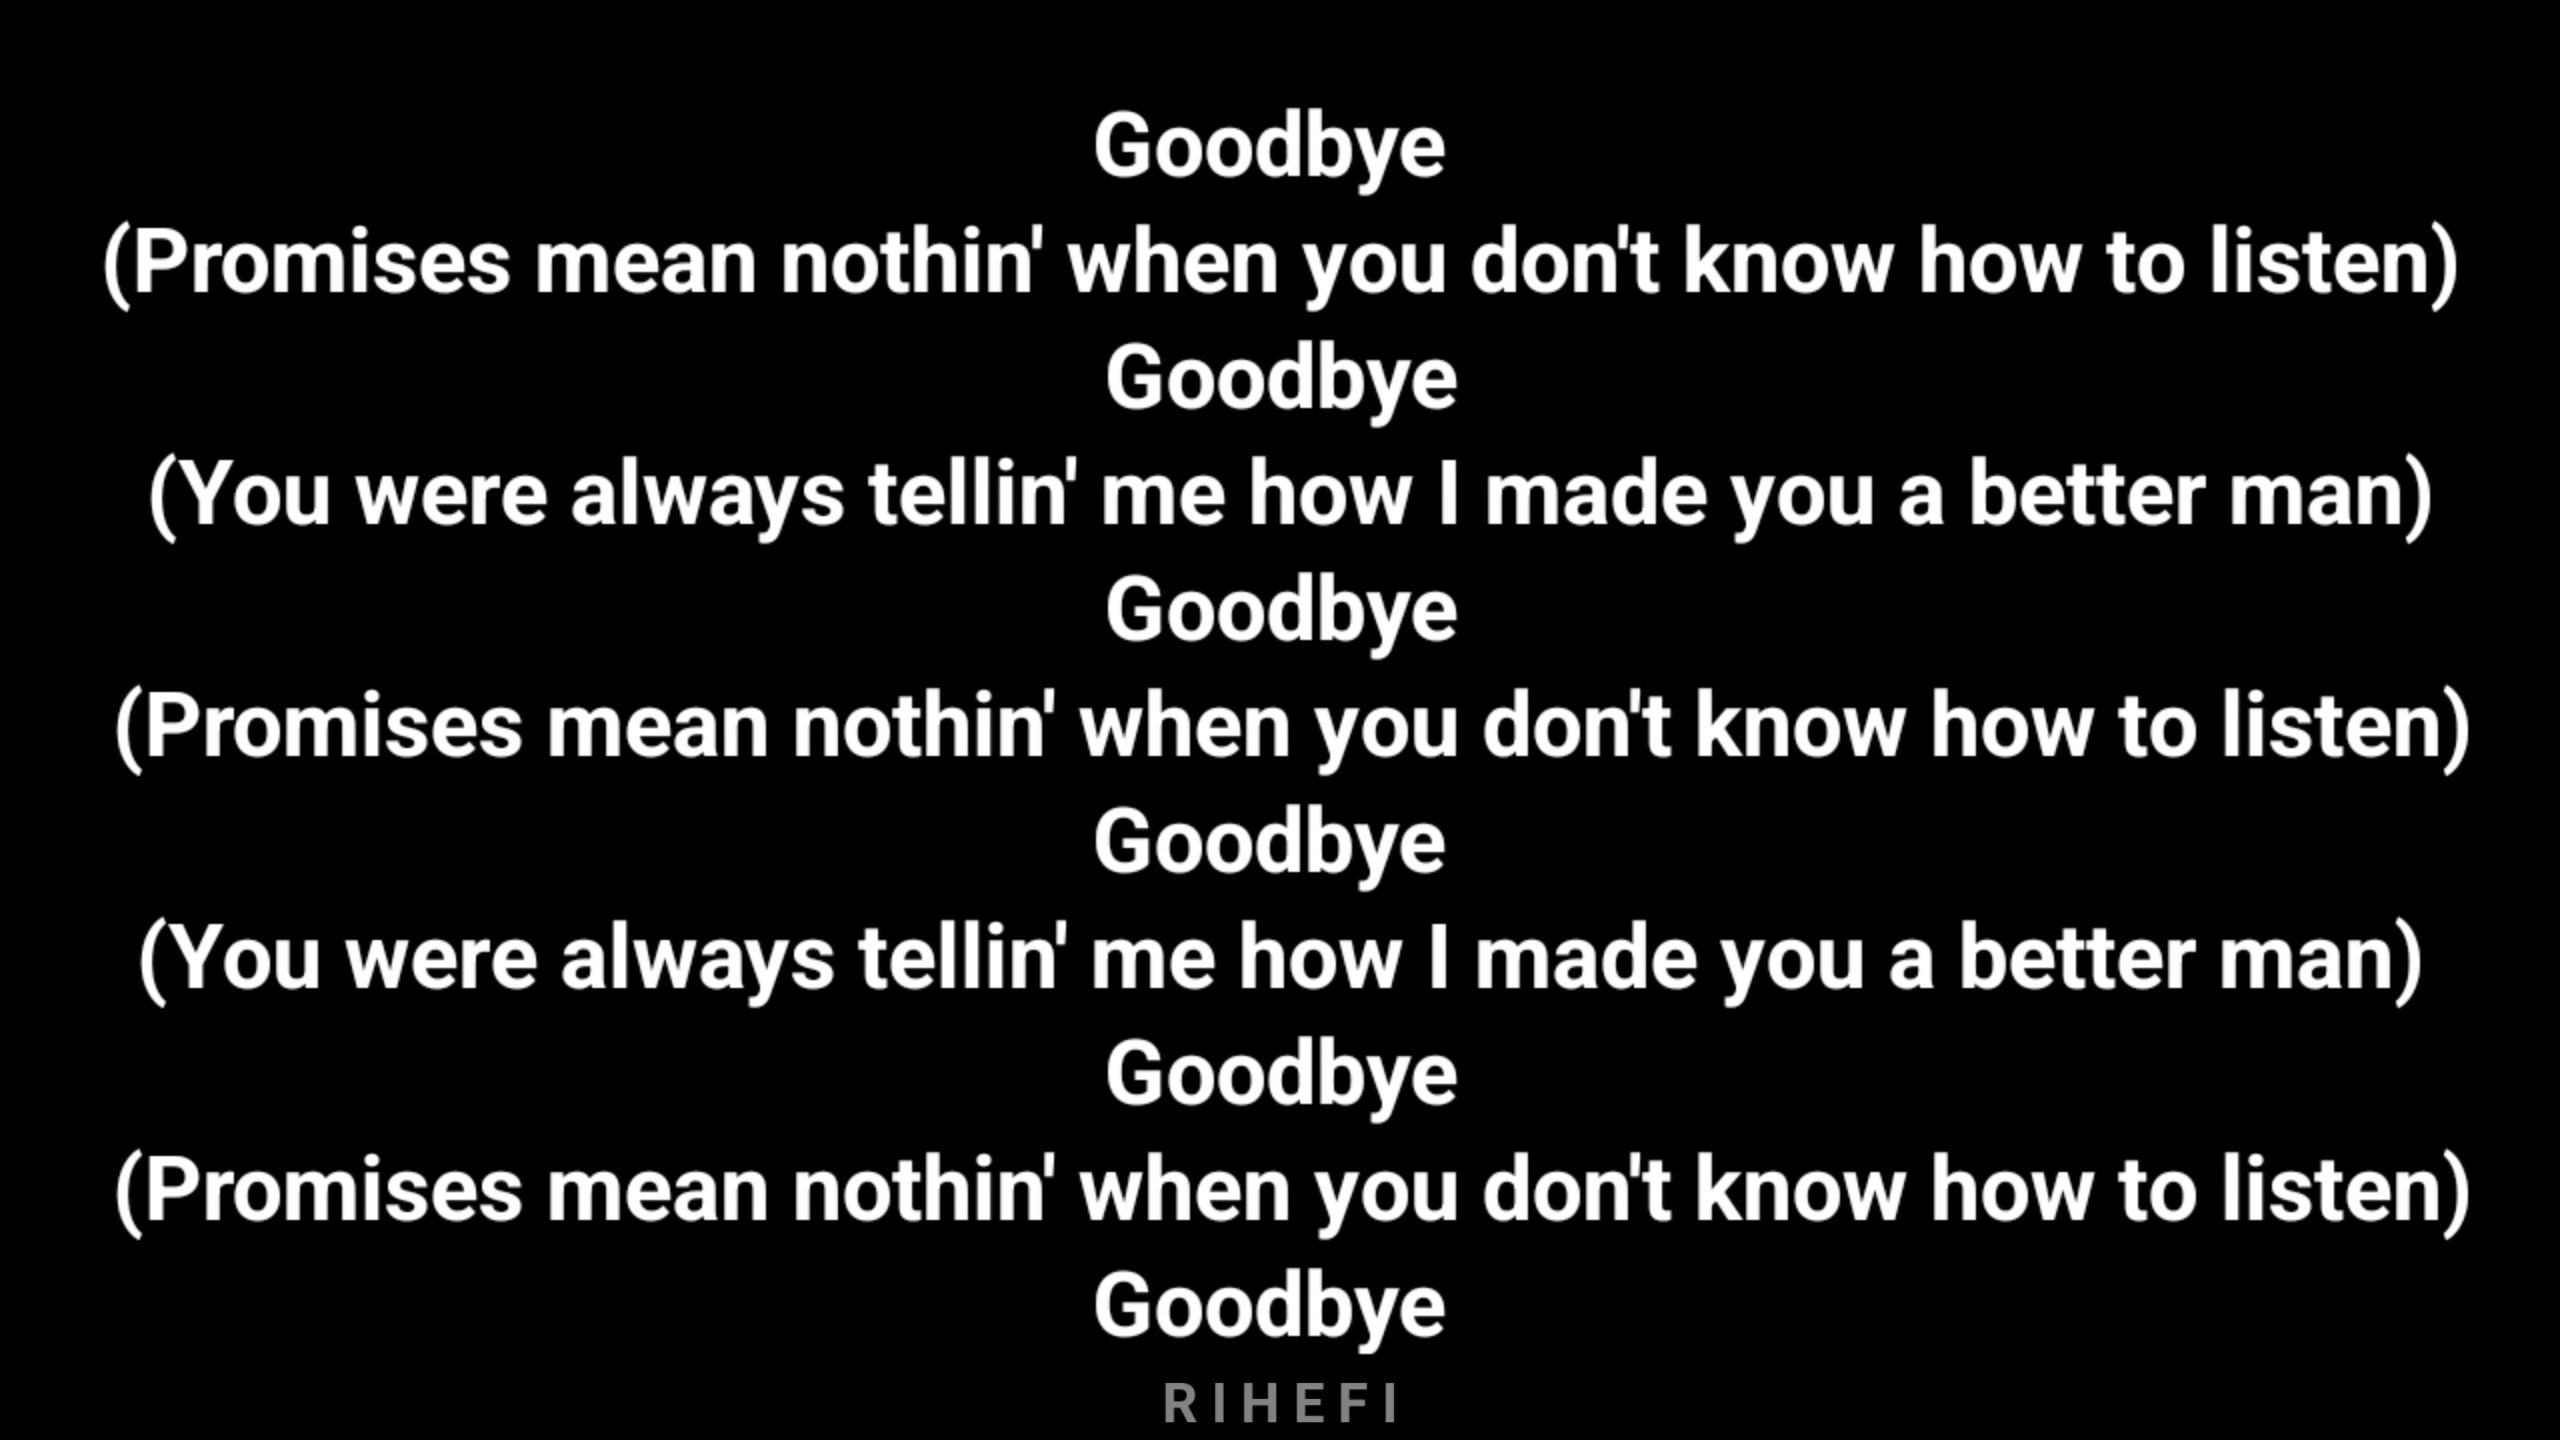 Goodbye
(Promises mean nothin' when you don't know how to listen)
Goodbye
(You were always tellin' me how I made you a better man)
Goodbye
(Promises mean nothin' when you don't know how to listen)
Goodbye
(You were always tellin' me how I made you a better man)
Goodbye
(Promises mean nothin' when you don't know how to listen)
Goodbye
RIHEFI